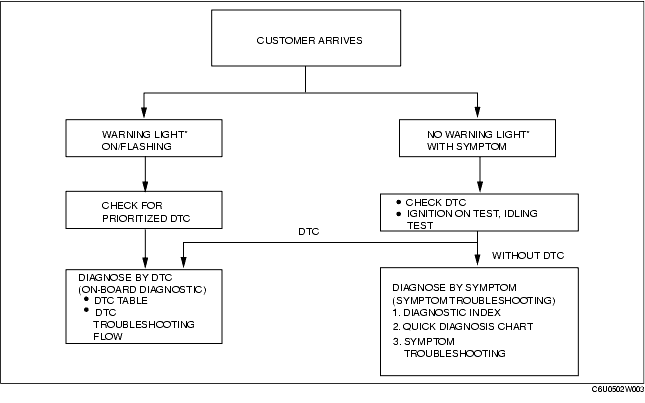 CUSTOMER ARRIVES
WARNING LIGHT*
ON/FLASHING
NO WARNING LIGHT*
WITH SYMPTOM
CHECK FOR
PRIORITIZED DTC
• CHECK DTC
• IGNITION ON TEST, IDLING
TEST
DTC
WITHOUT DTC
DIAGNOSE BY DTC
(ON-BOARD DIAGNOSTIC)
• DTC TABLE
• DTC
TROUBLESHOOTING
FLOW
DIAGNOSE BY SYMPTOM
(SYMPTOM TROUBLESHOOTING)
1. DIAGNOSTIC INDEX
2. QUICK DIAGNOSIS CHART
3. SYMPTOM
TROUBLESHOOTING
C6U0502W003